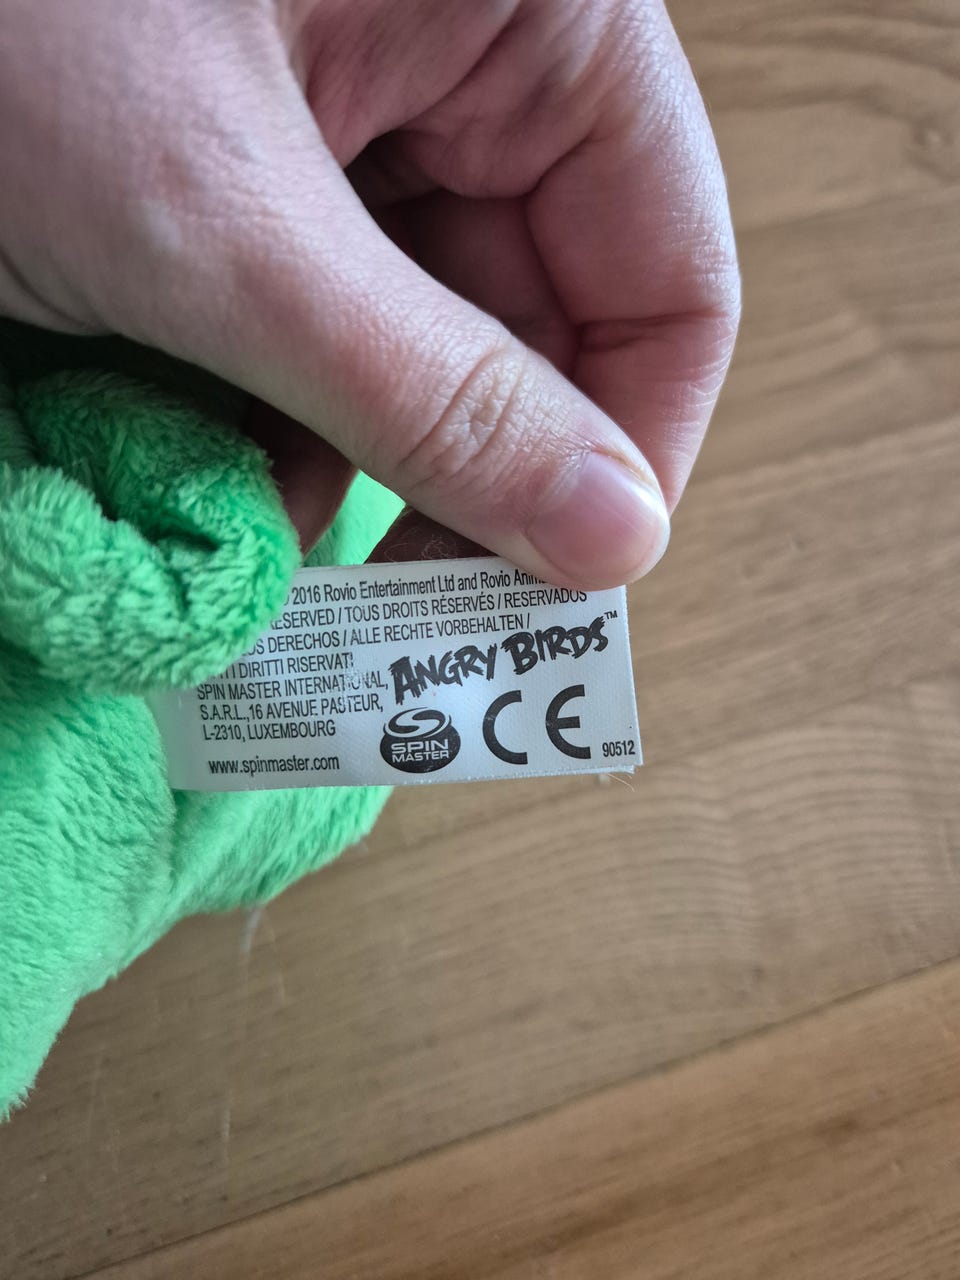 2016 Rovio Entertainment Ltd and Rovio
/ TOUS DROITS RÉSERVÉS / RESERVADOS
DERECHOS / ALLE RECHTE VORBEHALTEN /
DIRITTI RISERVATI
SPIN MASTER INTERNATIONAL,
S.A.R.L.,16 AVENUE PASTEUR,
L-2310, LUXEMBOURG
www.spinmaster.com
ANGRY BIRDS™
SPIN
MASTER
CE
90512